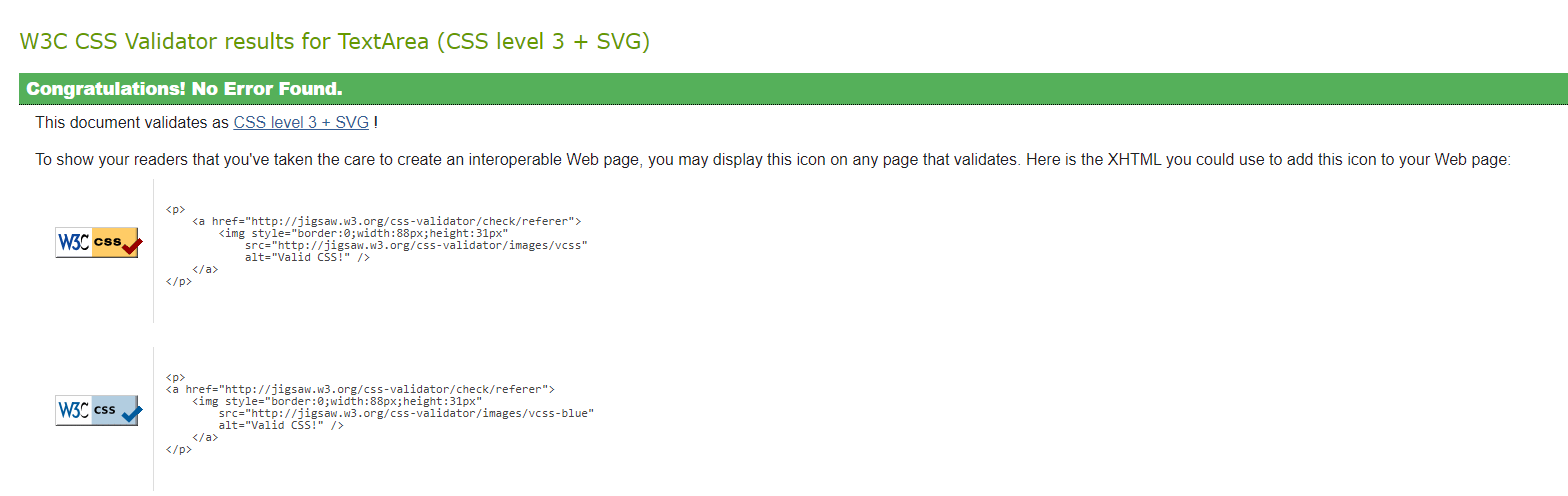 W3C CSS Validator results for TextArea (CSS level 3 + SVG)
Congratulations! No Error Found.
This document validates as CSS level 3 + SVG !
To show your readers that you've taken the care to create an interoperable Web page, you may display this icon on any page that validates. Here is the XHTML you could use to add this icon to your Web page:
<p>
<a href="http://jigsaw.w3.org/css-validator/check/referer">
<img style="border:0;width:88px;height:31px"
W3C css
src="http://jigsaw.w3.org/css-validator/images/vcss"
alt="Valid CSS!" />
</a>
</p>
<p>
<a href="http://jigsaw.w3.org/css-validator/check/referer">
<img style="border:0;width:88px;height:31px"
W3C css
src="http://jigsaw.w3.org/css-validator/images/vcss-blue"
alt="Valid CSS!" />
</a>
</p>